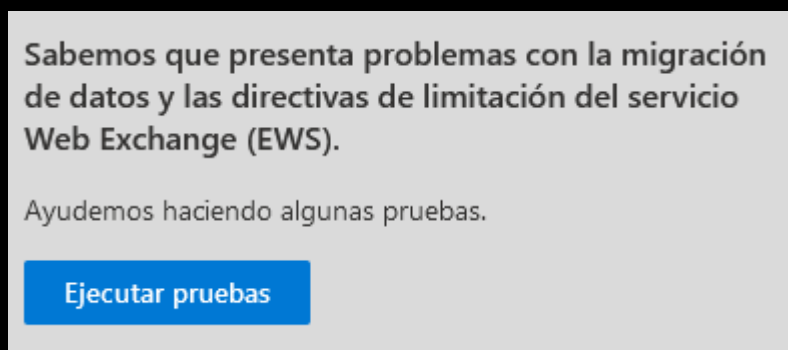 Sabemos que presenta problemas con la migración
de datos y las directivas de limitación del servicio
Web Exchange (EWS).
Ayudemos haciendo algunas pruebas.
Ejecutar pruebas